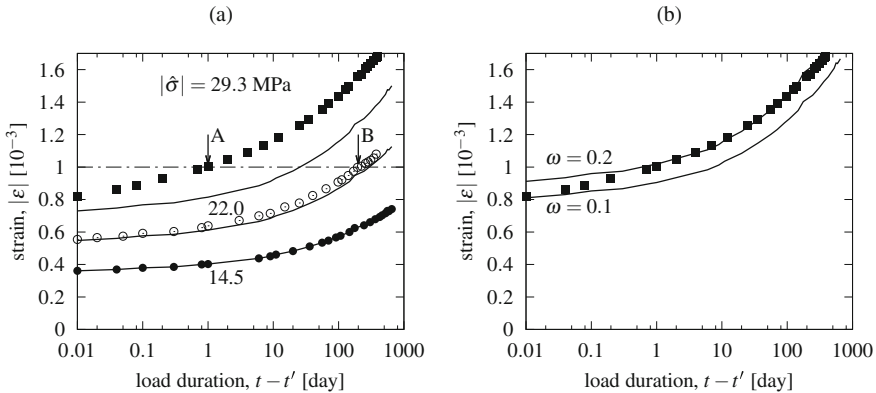 (a)
1.6
1.4
1.2
1
0.8
0.6
0.4
0.2
0
strain, |ε| [10⁻³]
|σ̂| = 29.3 MPa
A
B
22.0
14.5
0.01
0.1
1
10
100
1000
load duration, t − t′ [day]
(b)
1.6
1.4
1.2
1
0.8
0.6
0.4
0.2
0
strain, |ε| [10⁻³]
ω = 0.2
ω = 0.1
0.01
0.1
1
10
100
1000
load duration, t − t′ [day]